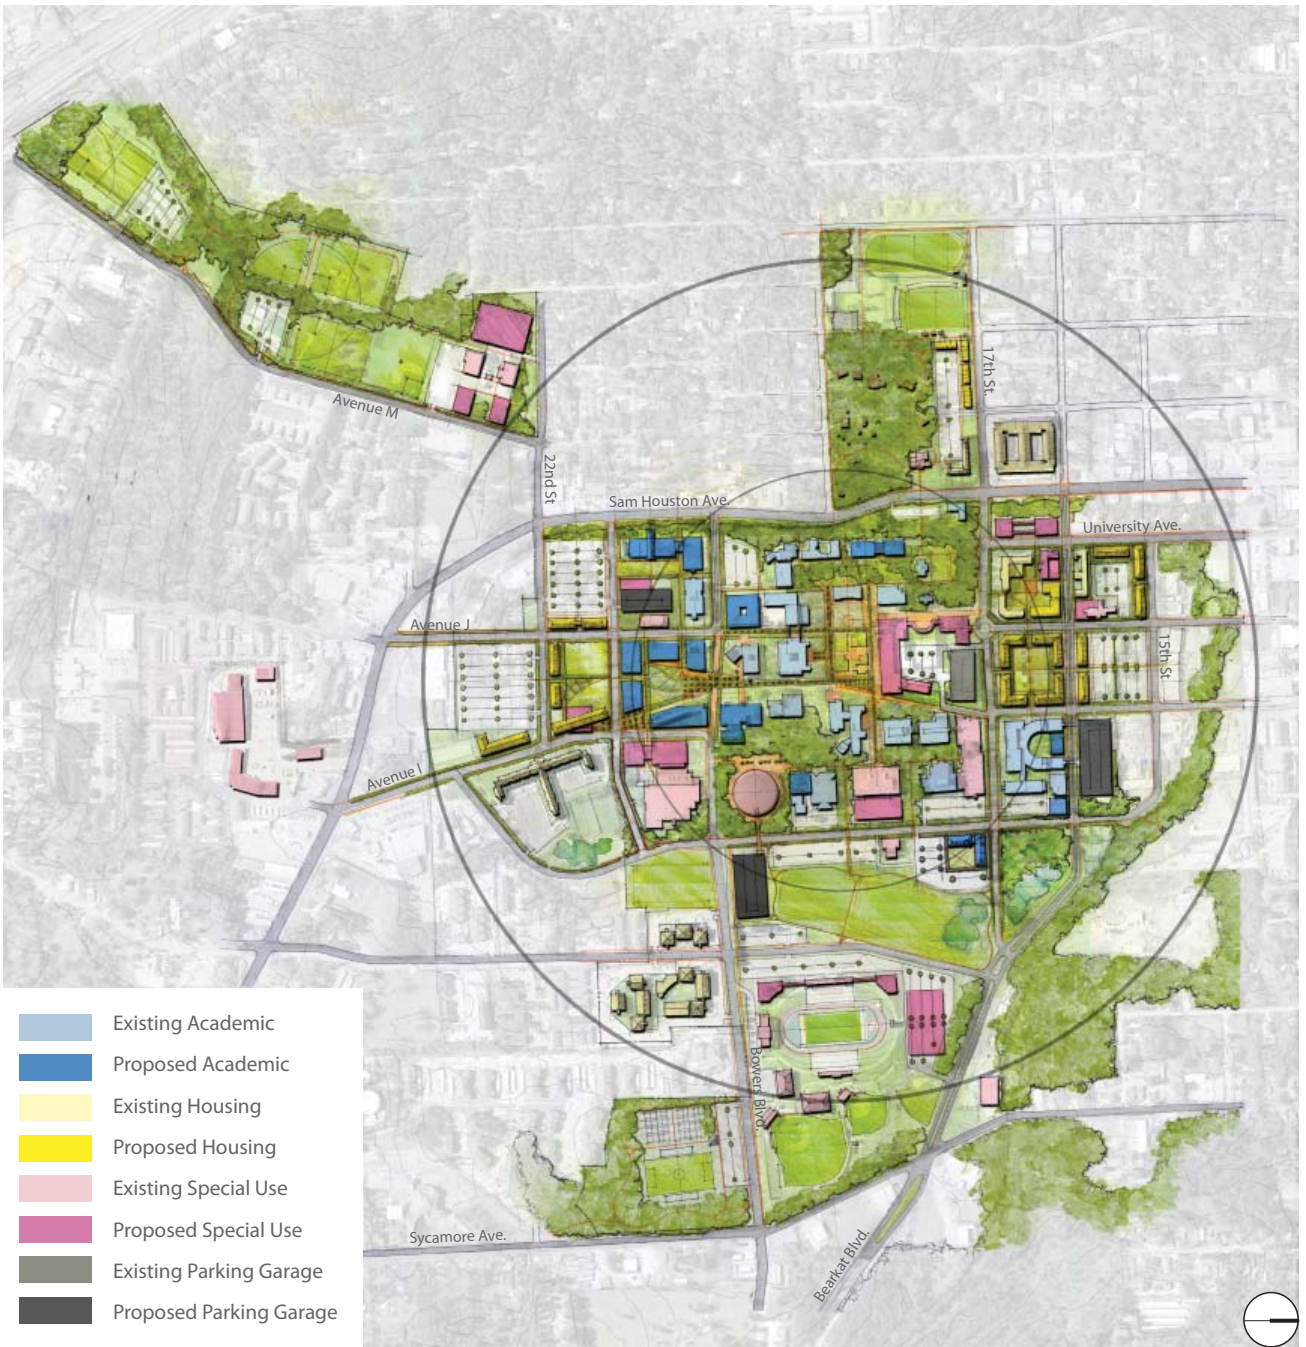 17th St.
Avenue M
22nd St
Sam Houston Ave.
University Ave.
Avenue J
15th St
Avenue I
Existing Academic
Proposed Academic
Existing Housing
Proposed Housing
Existing Special Use
Proposed Special Use
Existing Parking Garage
Proposed Parking Garage
Bowers Blvd.
Sycamore Ave.
Bearkat Blvd.